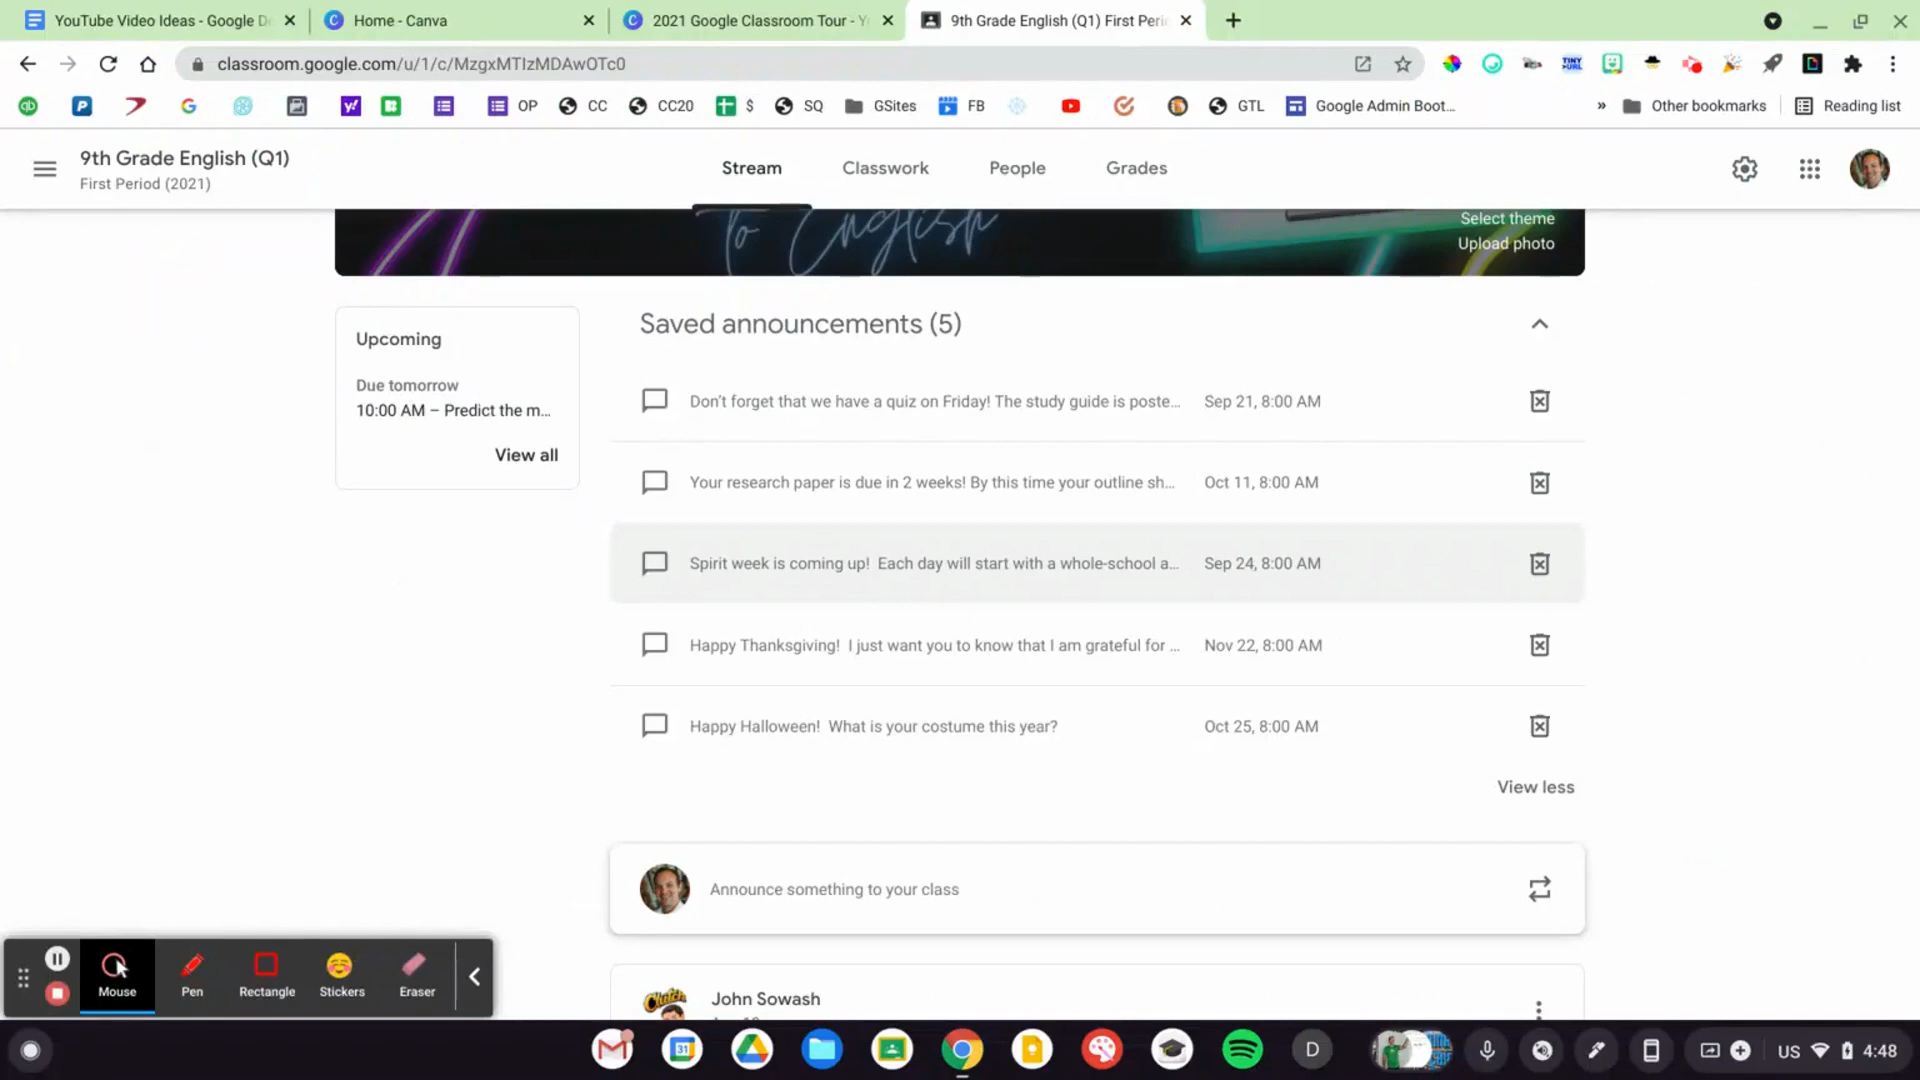 YouTube Video Ideas - Google D
Home - Canva
2021 Google Classroom Tour - Y
9th Grade English (Q1) First Peri
classroom.google.com/u/1/c/MzgxMTIzMDAwOTc0
TINY
URL
OP
CC
CC20
$
SQ
GSites
FB
GTL
Google Admin Boot...
»
Other bookmarks
Reading list
9th Grade English (Q1)
First Period (2021)
Stream
Classwork
People
Grades
To English
Select theme
Upload photo
Upcoming
Due tomorrow
10:00 AM – Predict the m...
View all
Saved announcements (5)
Don't forget that we have a quiz on Friday! The study guide is poste... Sep 21, 8:00 AM
Your research paper is due in 2 weeks! By this time your outline sh... Oct 11, 8:00 AM
Spirit week is coming up! Each day will start with a whole-school a... Sep 24, 8:00 AM
Happy Thanksgiving! I just want you to know that I am grateful for ... Nov 22, 8:00 AM
Happy Halloween! What is your costume this year? Oct 25, 8:00 AM
View less
Announce something to your class
Clutch
John Sowash
Mouse
Pen
Rectangle
Stickers
Eraser
31
D
US
4:48